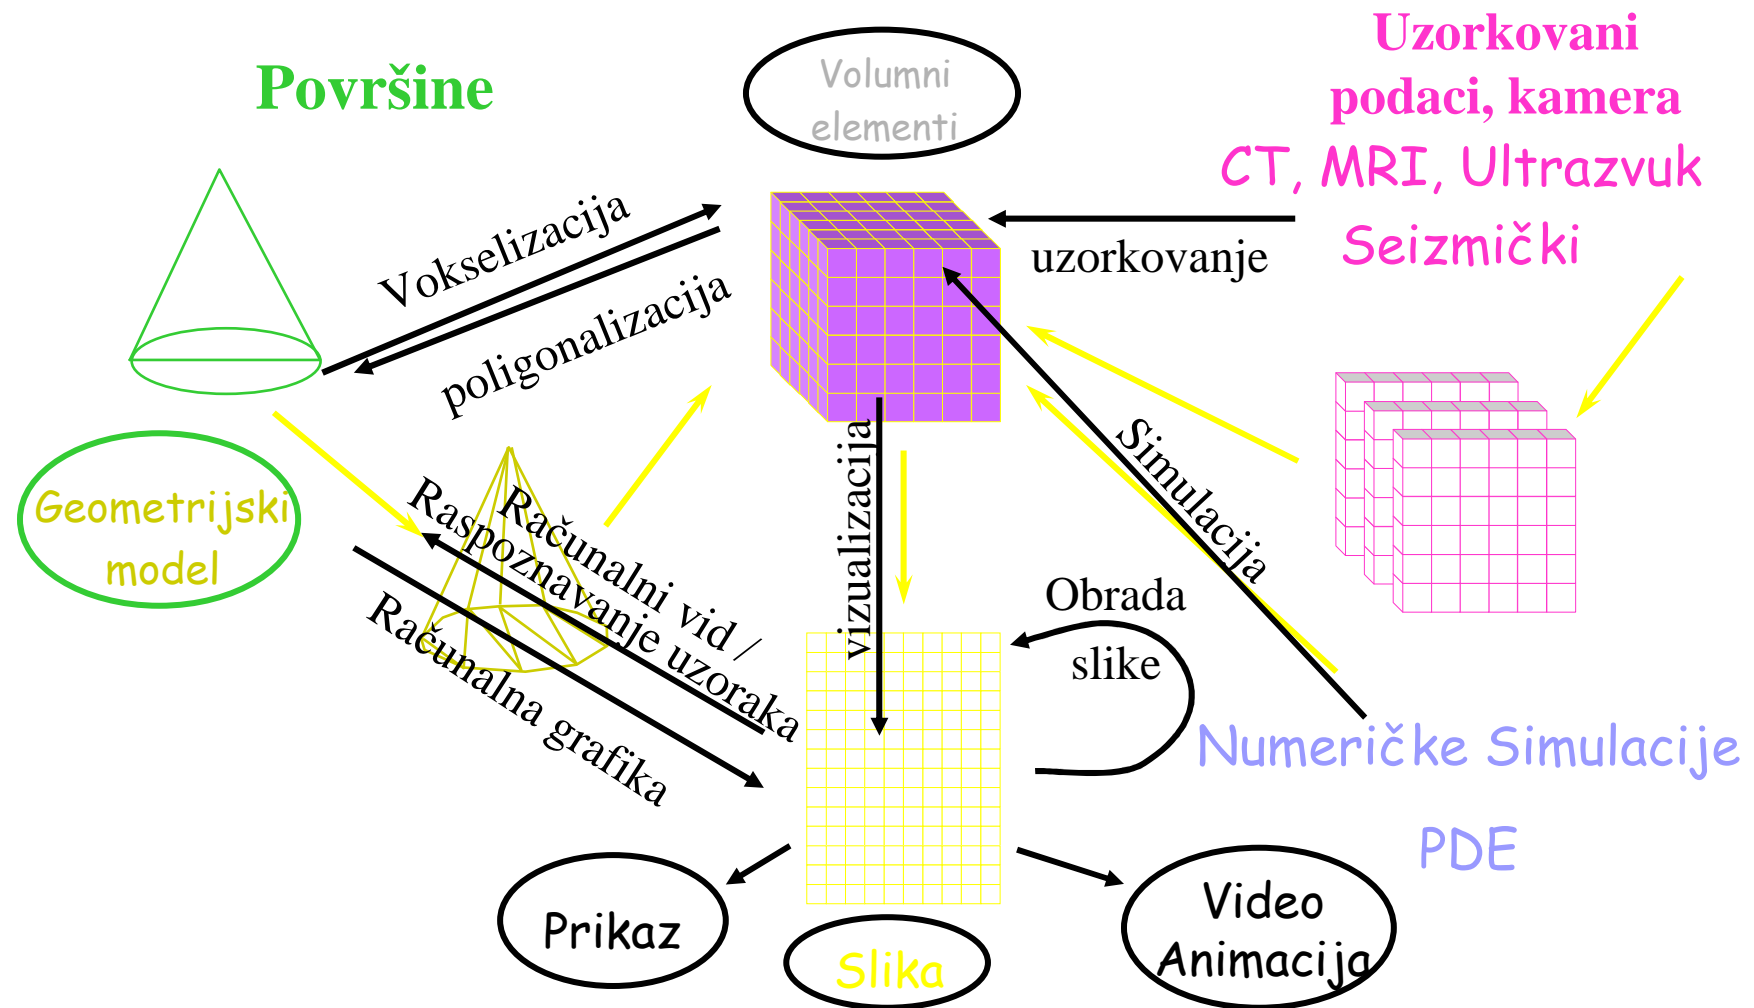 Površine
Volumni
elementi
Uzorkovani
podaci, kamera
CT, MRI, Ultrazvuk
Seizmički
Vokselizacija
poligonalizacija
uzorkovanje
Geometrijski
model
Računalni vid /
Raspoznavanje uzoraka
Računalna grafika
vizualizacija
Simulacija
Obrada
slike
Numeričke Simulacije
PDE
Prikaz
Slika
Video
Animacija